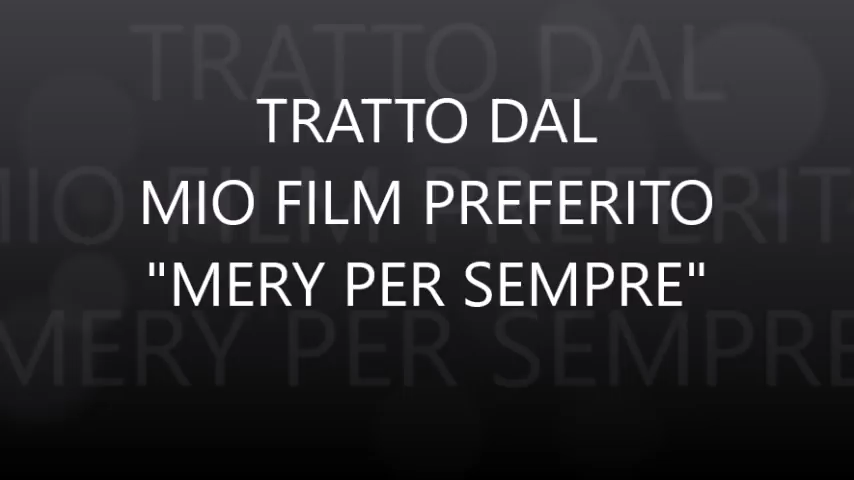 TRATTO DAL
MIO FILM PREFERITO
"MERY PER SEMPRE"